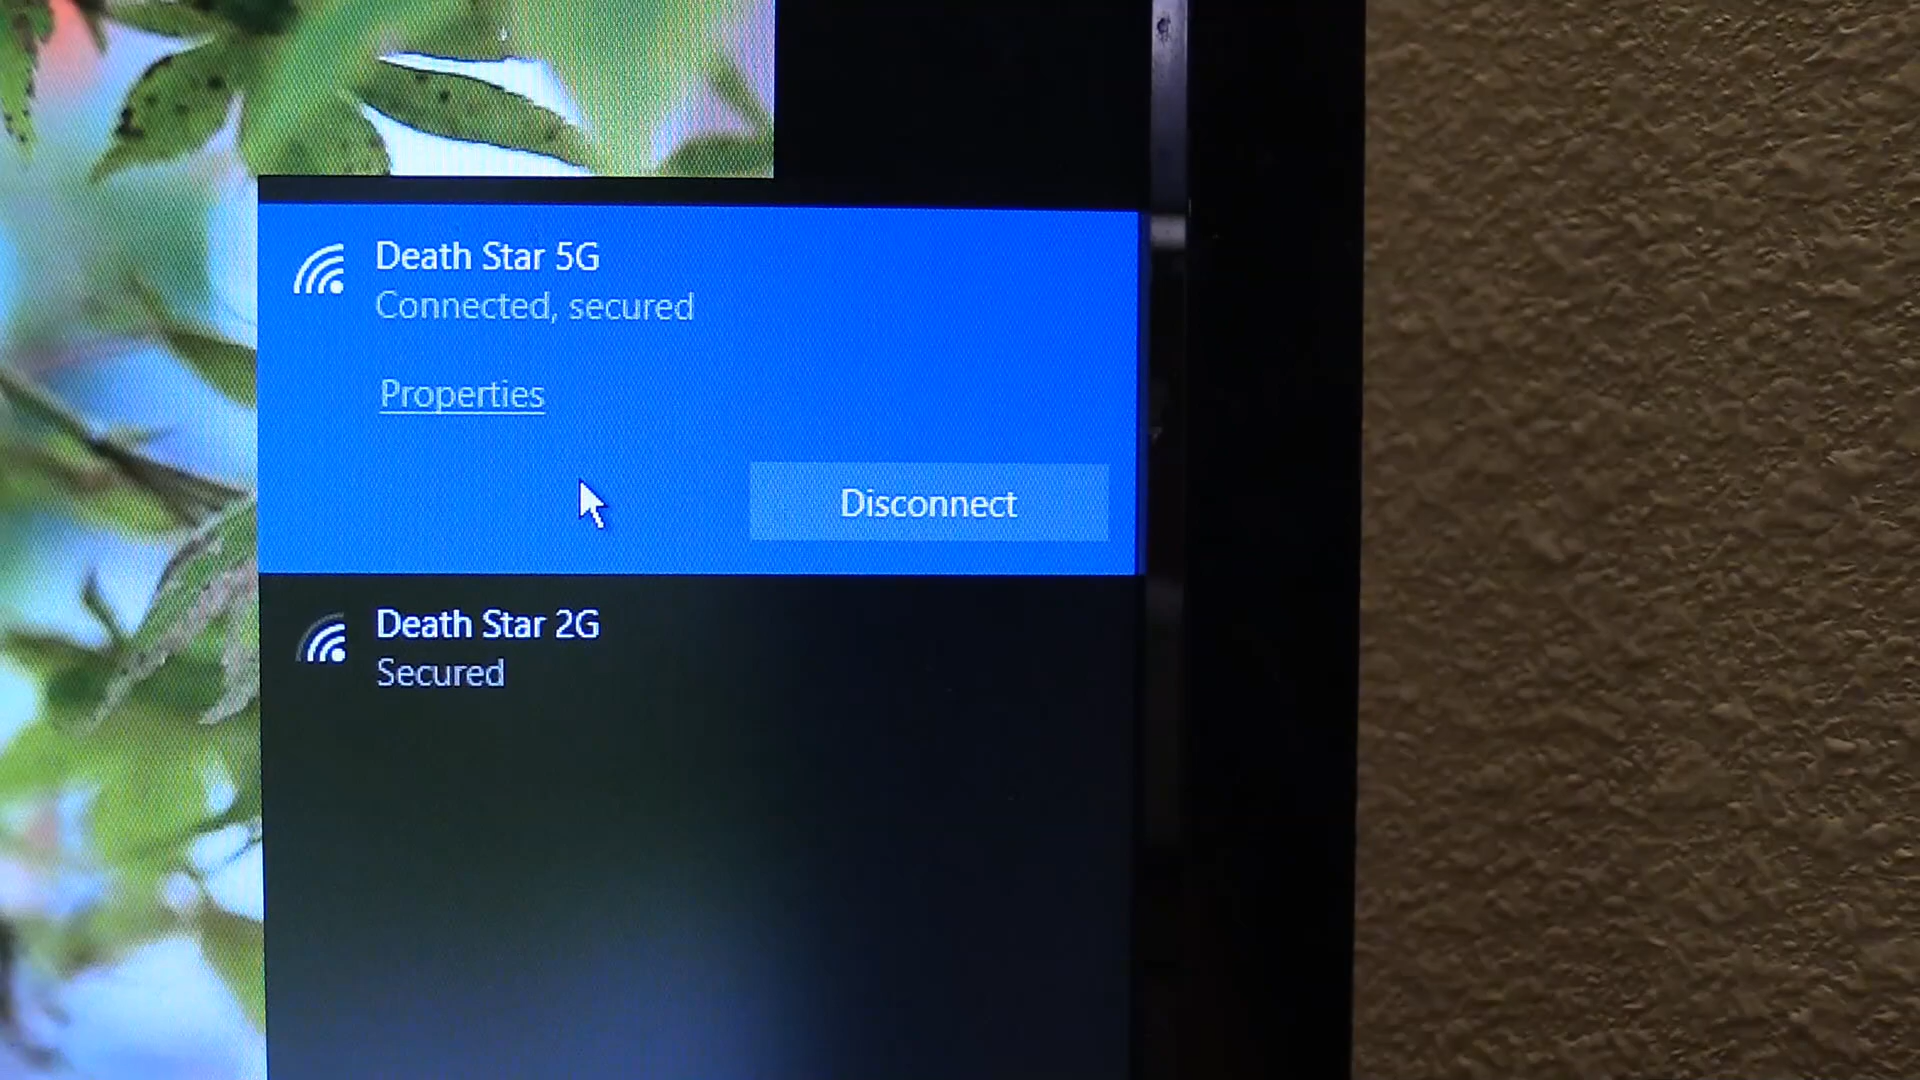 Death Star 5G
Connected, secured
Properties
Disconnect
Death Star 2G
Secured